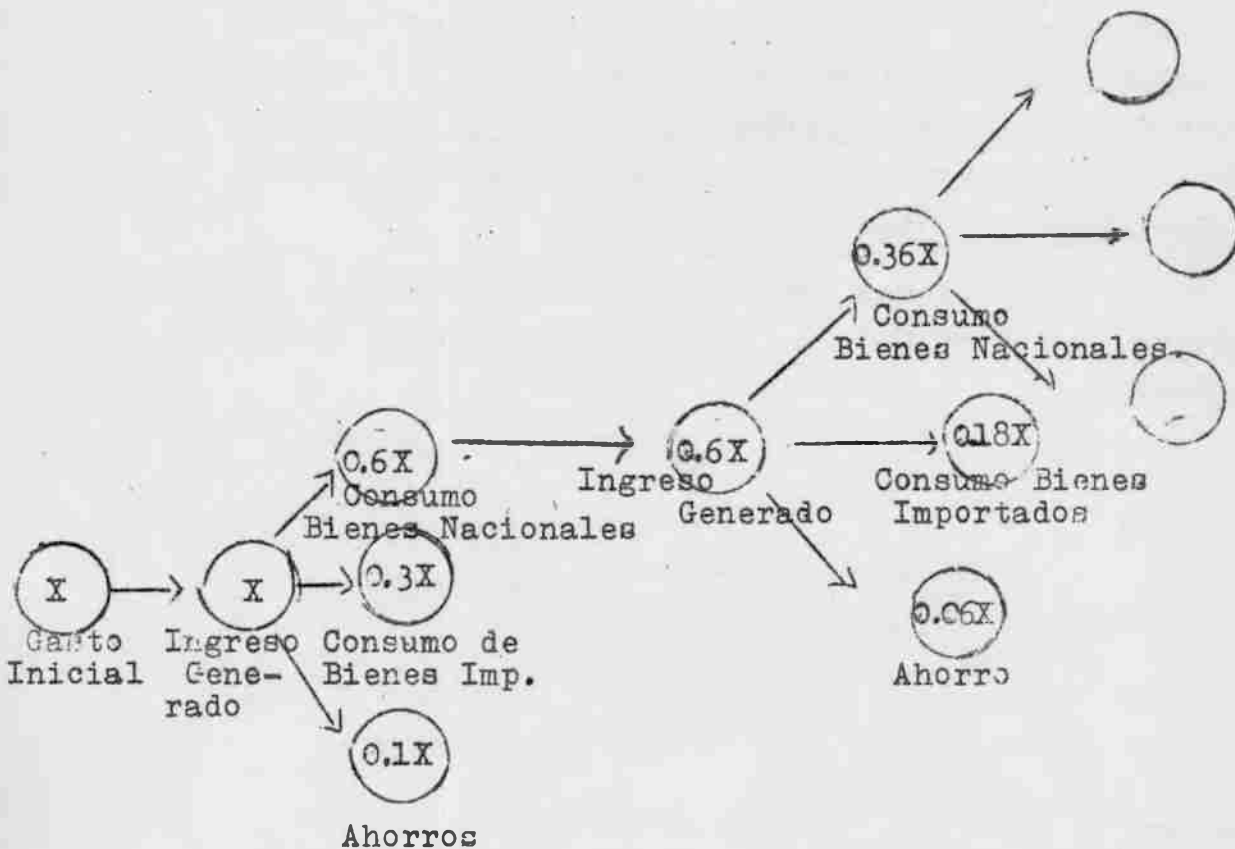 0.36X
Consumo
Bienes Nacionales.
0.6X
Consumo
Bienes Nacionales
0.6X
Ingreso
Generado
0.18X
Consumo Bienes
Importados
X
Gasto
Inicial
X
Ingreso
Gene-
rado
0.3X
Consumo de
Bienes Imp.
0.06X
Ahorro
0.1X
Ahorros